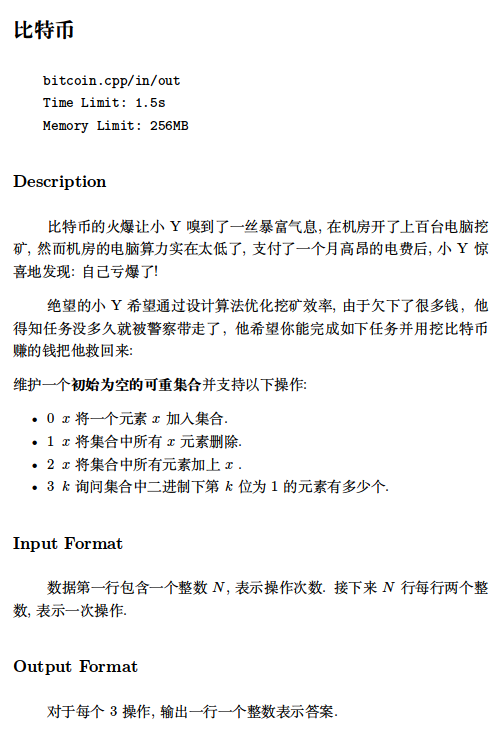 比特币
bitcoin.cpp/in/out
Time Limit: 1.5s
Memory Limit: 256MB
Description
比特币的火爆让小 Y 嗅到了一丝暴富气息, 在机房开了上百台电脑挖
矿, 然而机房的电脑算力实在太低了, 支付了一个月高昂的电费后, 小 Y 惊
喜地发现: 自己亏爆了!
绝望的小 Y 希望通过设计算法优化挖矿效率, 由于欠下了很多钱，他
得知任务没多久就被警察带走了，他希望你能完成如下任务并用挖比特币
赚的钱把他救回来:
维护一个初始为空的可重集合并支持以下操作:
• 0 x 将一个元素 x 加入集合.
• 1 x 将集合中所有 x 元素删除.
• 2 x 将集合中所有元素加上 x .
• 3 k 询问集合中二进制下第 k 位为 1 的元素有多少个.
Input Format
数据第一行包含一个整数 N, 表示操作次数. 接下来 N 行每行两个整
数, 表示一次操作.
Output Format
对于每个 3 操作, 输出一行一个整数表示答案.